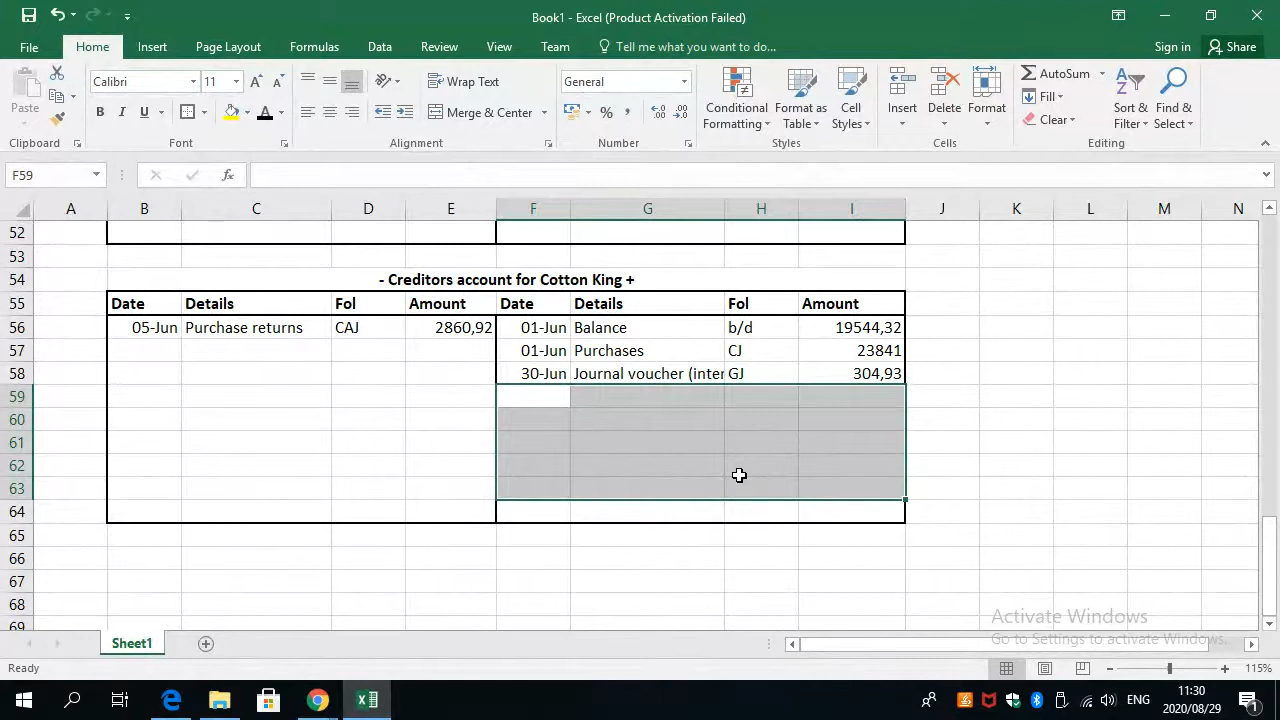 Book1 - Excel (Product Activation Failed)
File Home Insert Page Layout Formulas Data Review View Team Tell me what you want to do... Sign in Share
Paste
Clipboard
Calibri 11
B I U A
Font
Wrap Text
Merge & Center
Alignment
General
% ,
Number
Conditional Formatting
Format as Table
Cell Styles
Styles
Insert
Delete
Format
Cells
AutoSum
Fill
Clear
Sort & Filter
Find & Select
Editing
F59 fx
A B C D E F G H I J K L M N
52
53
54 - Creditors account for Cotton King +
55 Date Details Fol Amount Date Details Fol Amount
56 05-Jun Purchase returns CAJ 2860,92 01-Jun Balance b/d 19544,32
57 01-Jun Purchases CJ 23841
58 30-Jun Journal voucher (inter GJ 304,93
59
60
61
62
63
64
65
66
67
68
69
Activate Windows
Go to Settings to activate Windows.
Sheet1
Ready 115%
ENG 11:30
2020/08/29
1